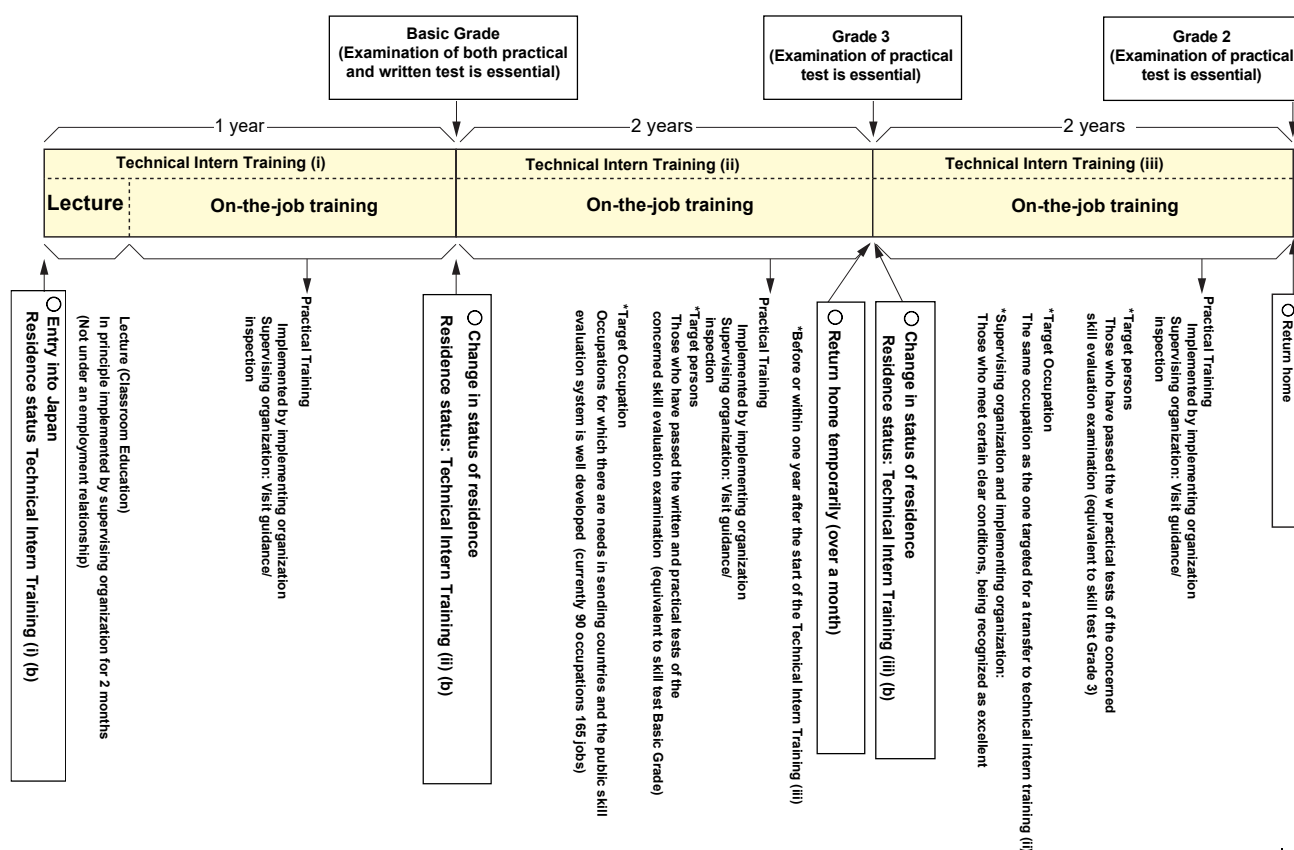 Basic Grade
(Examination of both practical
and written test is essential)
Grade 3
(Examination of practical
test is essential)
Grade 2
(Examination of practical
test is essential)
1 year
2 years
2 years
Technical Intern Training (i)
Technical Intern Training (ii)
Technical Intern Training (iii)
Lecture
On-the-job training
On-the-job training
On-the-job training
○ Entry into Japan
Residence status Technical Intern Training (i) (b)
Lecture (Classroom Education)
In principle implemented by supervising organization for 2 months
(Not under an employment relationship)
Practical Training
Implemented by implementing organization
Supervising organization: Visit guidance/
inspection
○ Change in status of residence
Residence status: Technical Intern Training (ii) (b)
Practical Training
Implemented by implementing organization
Supervising organization: Visit guidance/
inspection
*Target persons
Those who have passed the written and practical tests of the
concerned skill evaluation examination (equivalent to skill test Basic Grade)
*Target Occupation
Occupations for which there are needs in sending countries and the public skill
evaluation system is well developed (currently 90 occupations 165 jobs)
○ Return home temporarily (over a month)
*Before or within one year after the start of the Technical Intern Training (iii)
○ Change in status of residence
Residence status: Technical Intern Training (iii) (b)
Practical Training
Implemented by implementing organization
Supervising organization: Visit guidance/
inspection
*Target persons
Those who have passed the w practical tests of the concerned
skill evaluation examination (equivalent to skill test Grade 3)
*Target Occupation
The same occupation as the one targeted for a transfer to technical intern training (ii)
*Supervising organization and implementing organization:
Those who meet certain clear conditions, being recognized as excellent
○ Return home